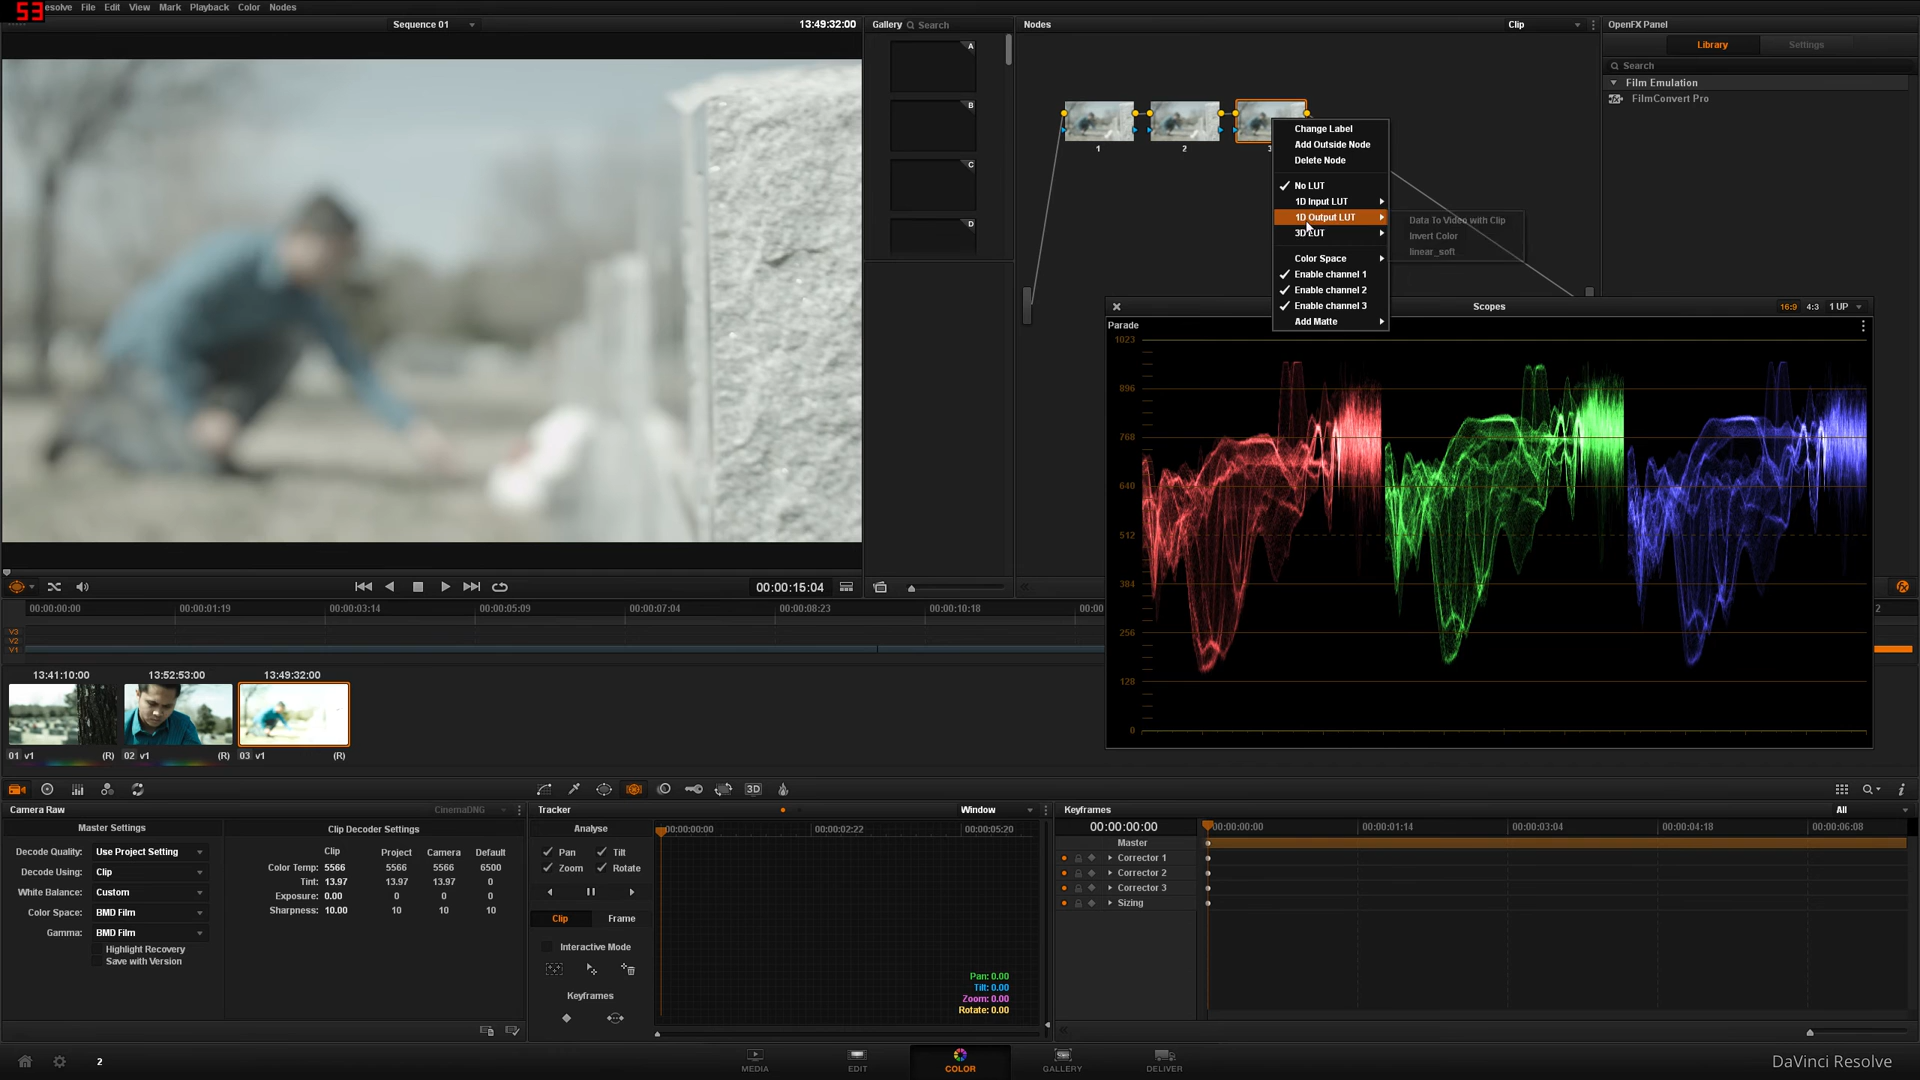 53
esolve File Edit View Mark Playback Color Nodes
Sequence 01
13:49:32:00
Gallery Search
Nodes
Clip
OpenFX Panel
Library
Settings
Search
Film Emulation
FilmConvert Pro
A
B
C
D
1
2
3
Change Label
Add Outside Node
Delete Node
No LUT
1D Input LUT
1D Output LUT
3D LUT
Color Space
Enable channel 1
Enable channel 2
Enable channel 3
Add Matte
Data To Video with Clip
Invert Color
linear_soft
Scopes
16:9 4:3 1 UP
Parade
1023
896
768
640
512
384
256
128
0
00:00:15:04
00:00:00:00 00:00:01:19 00:00:03:14 00:00:05:09 00:00:07:04 00:00:08:23 00:00:10:18 00:00
2
V3
V2
V1
13:41:10:00 13:52:53:00 13:49:32:00
01 v1 (R) 02 v1 (R) 03 v1 (R)
3D
Camera Raw
CinemaDNG
Master Settings
Decode Quality: Use Project Setting
Decode Using: Clip
White Balance: Custom
Color Space: BMD Film
Gamma: BMD Film
Highlight Recovery
Save with Version
Clip Decoder Settings
Clip Project Camera Default
Color Temp: 5566 5566 5566 6500
Tint: 13.97 13.97 13.97 0
Exposure: 0.00 0 0 0
Sharpness: 10.00 10 10 10
Tracker
Window
Analyse
Pan Tilt
Zoom Rotate
Clip Frame
Interactive Mode
Keyframes
00:00:00:00 00:00:02:22 00:00:05:20
Pan: 0.00
Tilt: 0.00
Zoom: 0.00
Rotate: 0.00
Keyframes
All
00:00:00:00
00:00:00:00 00:00:01:14 00:00:03:04 00:00:04:18 00:00:06:08
Master
Corrector 1
Corrector 2
Corrector 3
Sizing
2
MEDIA EDIT COLOR GALLERY DELIVER
DaVinci Resolve